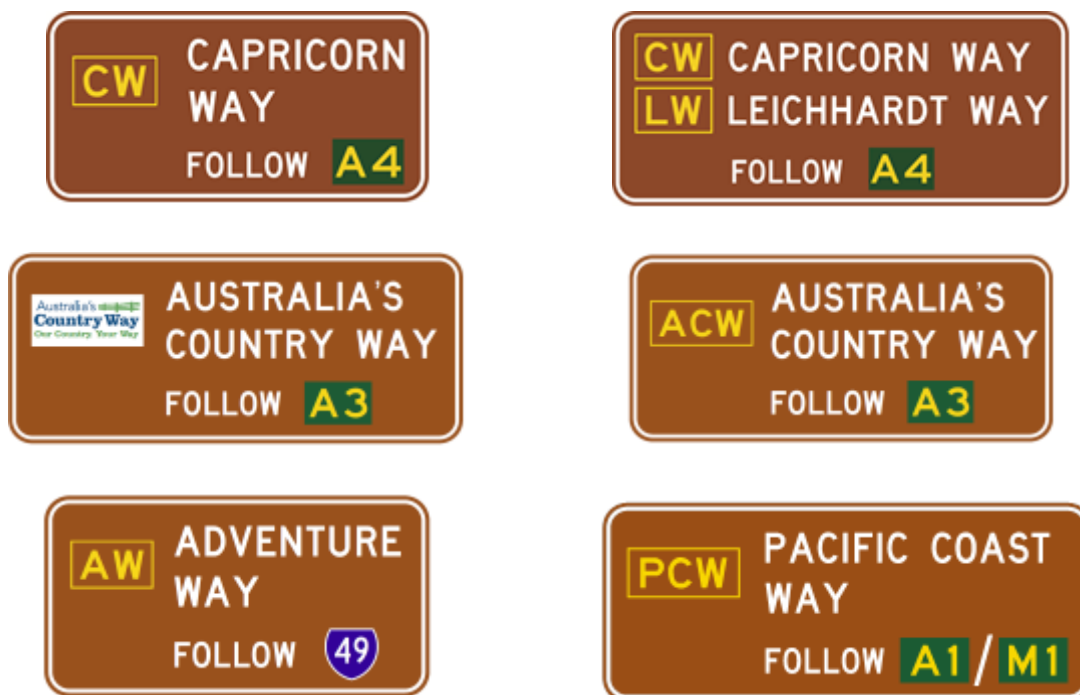 CW CAPRICORN
WAY
FOLLOW A4
CW CAPRICORN WAY
LW LEICHHARDT WAY
FOLLOW A4
Australia's
Country Way
Our Country, Your Way
AUSTRALIA'S
COUNTRY WAY
FOLLOW A3
ACW AUSTRALIA'S
COUNTRY WAY
FOLLOW A3
AW ADVENTURE
WAY
FOLLOW 49
PCW PACIFIC COAST
WAY
FOLLOW A1/M1